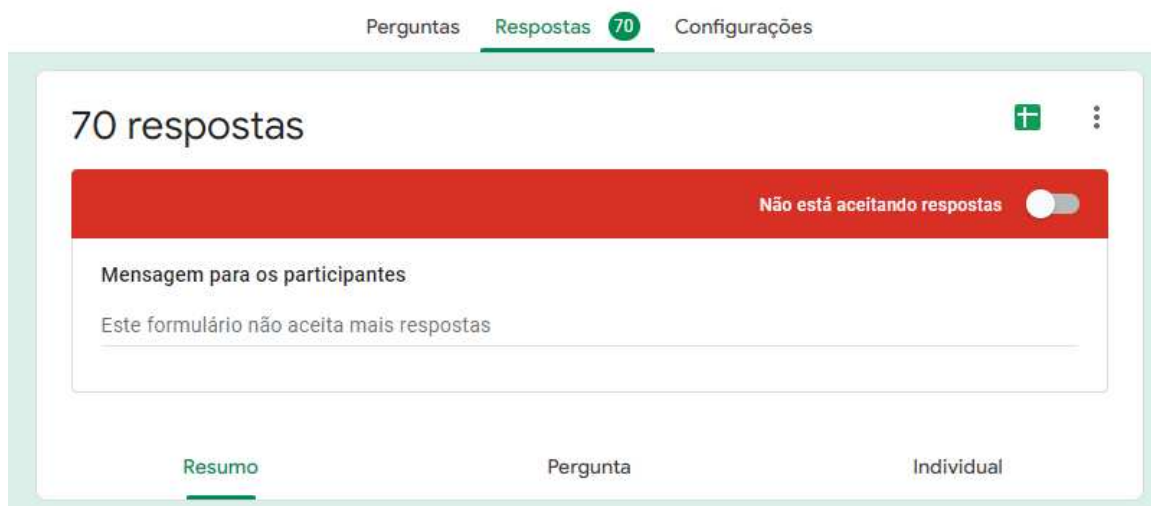 Perguntas Respostas 70 Configurações
70 respostas
Não está aceitando respostas
Mensagem para os participantes
Este formulário não aceita mais respostas
Resumo Pergunta Individual